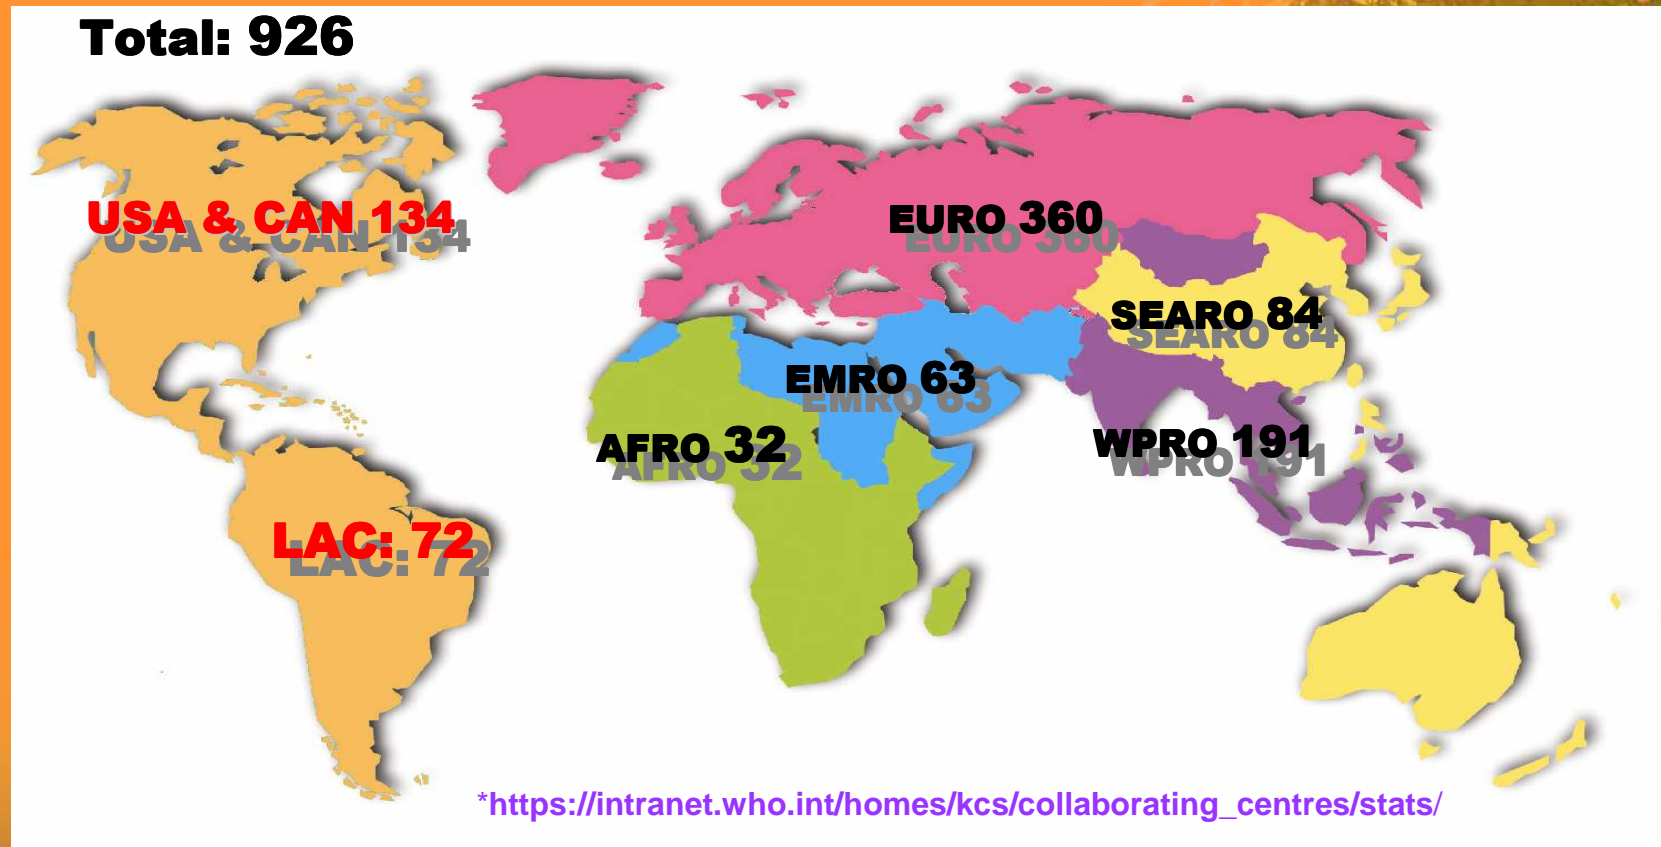 Total: 926
USA & CAN 134
EURO 360
SEARO 84
EMRO 63
AFRO 32
WPRO 191
LAC: 72
*https://intranet.who.int/homes/kcs/collaborating_centres/stats/